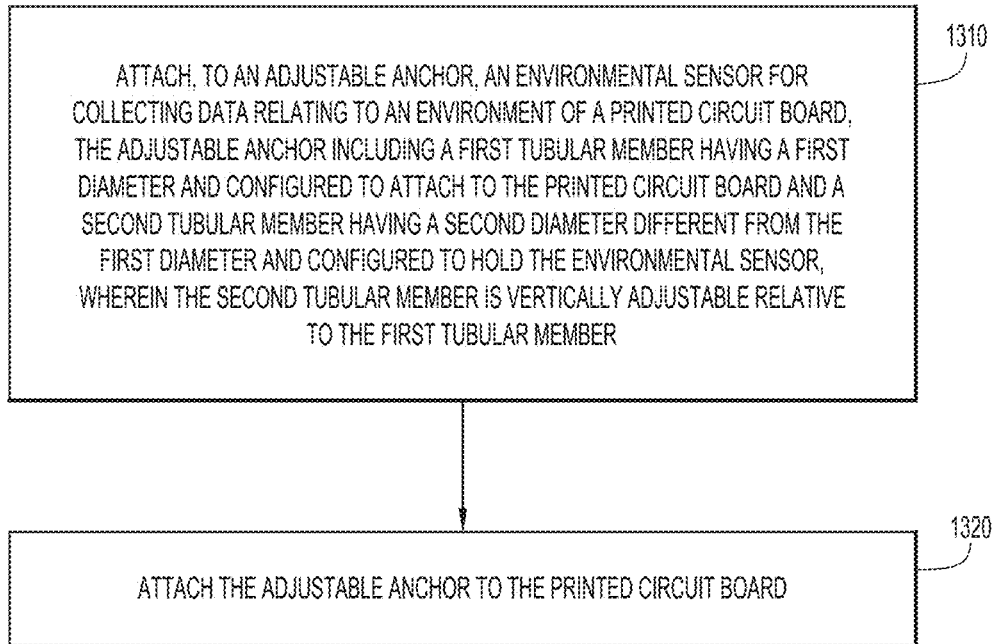 1310
ATTACH, TO AN ADJUSTABLE ANCHOR, AN ENVIRONMENTAL SENSOR FOR
COLLECTING DATA RELATING TO AN ENVIRONMENT OF A PRINTED CIRCUIT BOARD,
THE ADJUSTABLE ANCHOR INCLUDING A FIRST TUBULAR MEMBER HAVING A FIRST
DIAMETER AND CONFIGURED TO ATTACH TO THE PRINTED CIRCUIT BOARD AND A
SECOND TUBULAR MEMBER HAVING A SECOND DIAMETER DIFFERENT FROM THE
FIRST DIAMETER AND CONFIGURED TO HOLD THE ENVIRONMENTAL SENSOR,
WHEREIN THE SECOND TUBULAR MEMBER IS VERTICALLY ADJUSTABLE RELATIVE
TO THE FIRST TUBULAR MEMBER
1320
ATTACH THE ADJUSTABLE ANCHOR TO THE PRINTED CIRCUIT BOARD